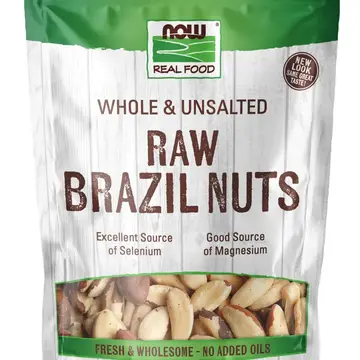 NOW
REAL FOOD
NEW
LOOK
SAME GREAT
TASTE!
WHOLE & UNSALTED
RAW
BRAZIL NUTS
Excellent Source
of Selenium
Good Source
of Magnesium
FRESH & WHOLESOME - NO ADDED OILS